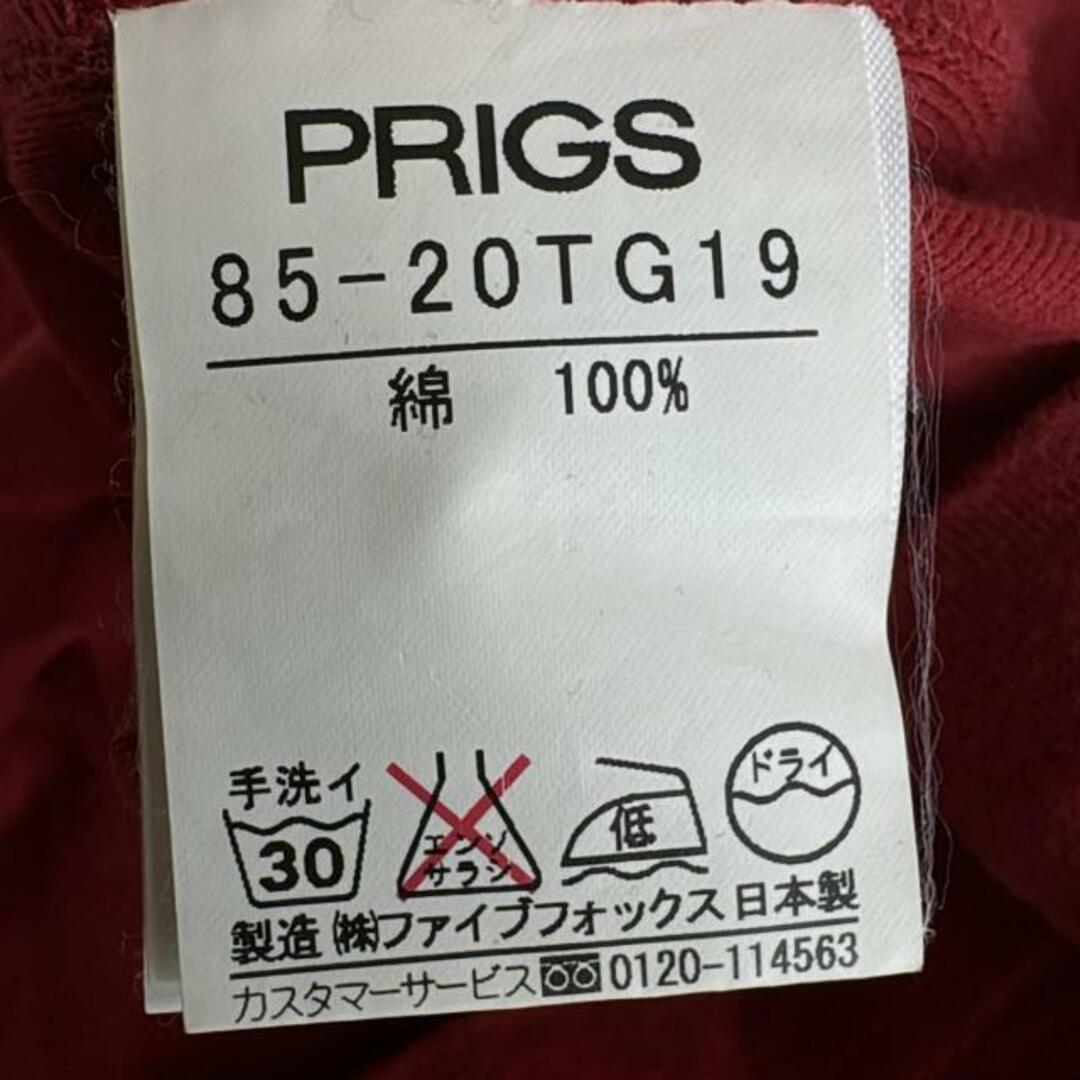 PRIGS
85-20TG19
綿 100%
手洗イ
30
エンソ
サラシ
低
ドライ
製造 ㈱ファイブフォックス 日本製
カスタマーサービス 0120-114563